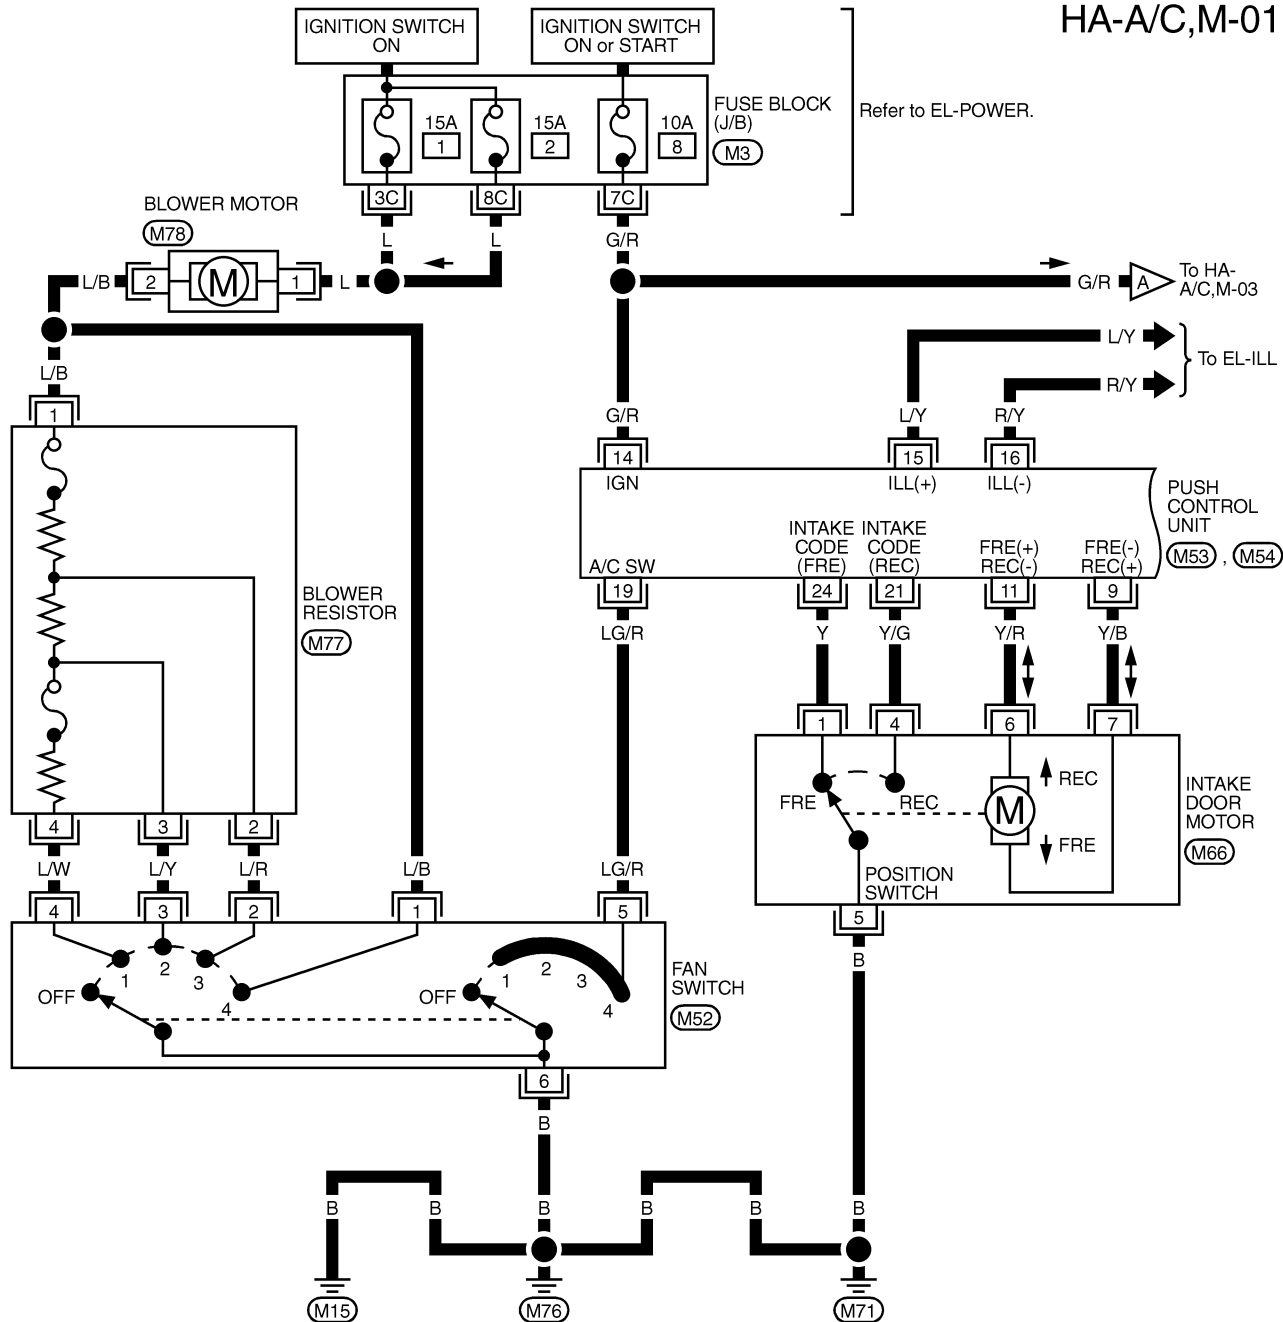 HA-A/C,M-01
IGNITION SWITCH
ON
IGNITION SWITCH
ON or START
FUSE BLOCK
(J/B)
M3
Refer to EL-POWER.
15A
1
15A
2
10A
8
3C
8C
7C
BLOWER MOTOR
M78
L
L
G/R
L/B
2
M
1
L
G/R
A
To HA-
A/C,M-03
L/Y
R/Y
To EL-ILL
L/B
1
G/R
L/Y
R/Y
14
15
16
IGN
ILL(+)
ILL(-)
PUSH
CONTROL
UNIT
M53 , M54
A/C SW
INTAKE
CODE
(FRE)
INTAKE
CODE
(REC)
FRE(+)
REC(-)
FRE(-)
REC(+)
19
24
21
11
9
LG/R
Y
Y/G
Y/R
Y/B
BLOWER
RESISTOR
M77
1
4
6
7
FRE
REC
M
REC
FRE
POSITION
SWITCH
INTAKE
DOOR
MOTOR
M66
5
B
4
3
2
L/W
L/Y
L/R
L/B
LG/R
4
3
2
1
5
OFF
1
2
3
4
OFF
1
2
3
4
FAN
SWITCH
M52
6
B
B
B
B
B
B
B
M15
M76
M71